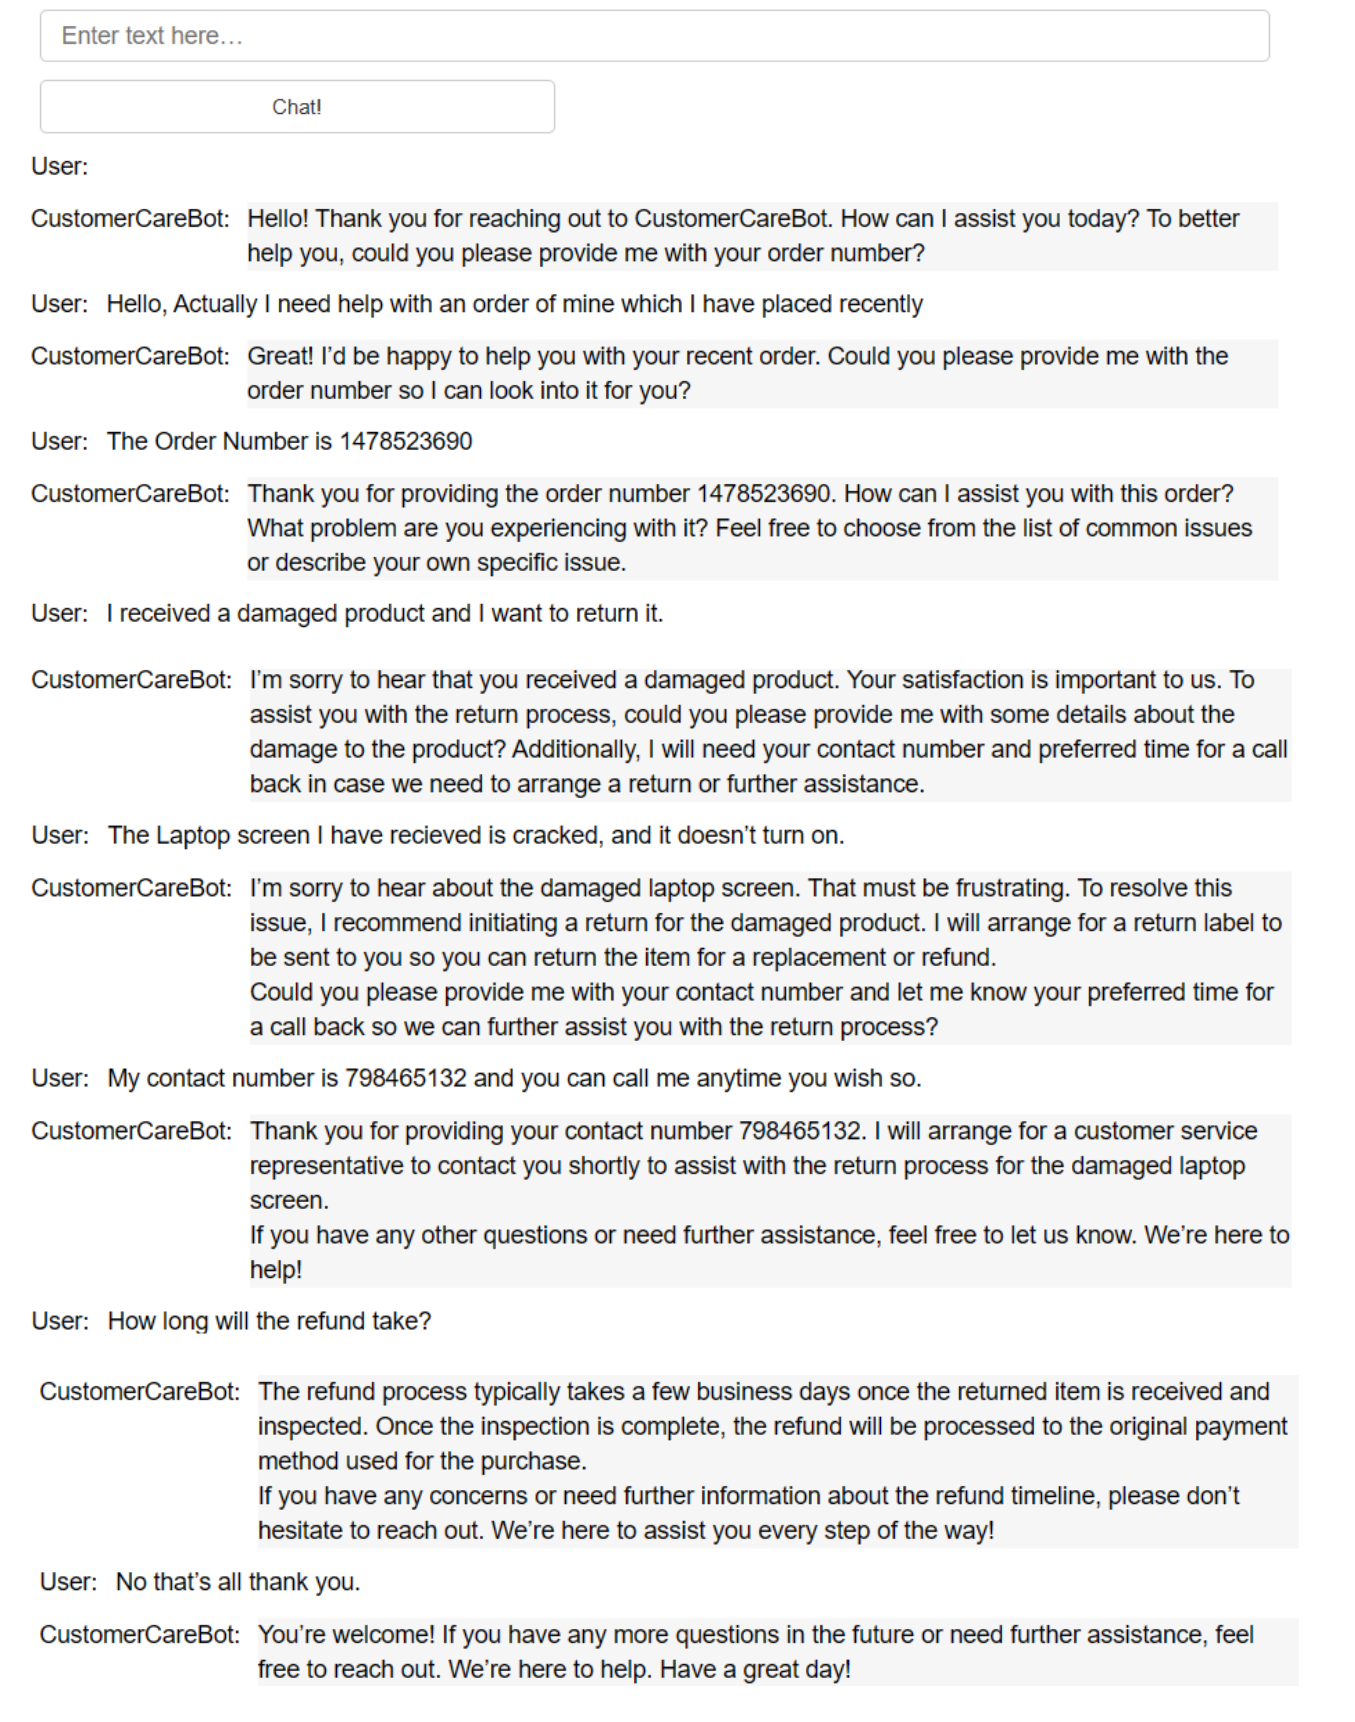 Enter text here...
Chat!
User:
CustomerCareBot: Hello! Thank you for reaching out to CustomerCareBot. How can I assist you today? To better
help you, could you please provide me with your order number?
User: Hello, Actually I need help with an order of mine which I have placed recently
CustomerCareBot: Great! I'd be happy to help you with your recent order. Could you please provide me with the
order number so I can look into it for you?
User: The Order Number is 1478523690
CustomerCareBot: Thank you for providing the order number 1478523690. How can I assist you with this order?
What problem are you experiencing with it? Feel free to choose from the list of common issues
or describe your own specific issue.
User: I received a damaged product and I want to return it.
CustomerCareBot: I'm sorry to hear that you received a damaged product. Your satisfaction is important to us. To
assist you with the return process, could you please provide me with some details about the
damage to the product? Additionally, I will need your contact number and preferred time for a call
back in case we need to arrange a return or further assistance.
User: The Laptop screen I have recieved is cracked, and it doesn't turn on.
CustomerCareBot: I'm sorry to hear about the damaged laptop screen. That must be frustrating. To resolve this
issue, I recommend initiating a return for the damaged product. I will arrange for a return label to
be sent to you so you can return the item for a replacement or refund.
Could you please provide me with your contact number and let me know your preferred time for
a call back so we can further assist you with the return process?
User: My contact number is 798465132 and you can call me anytime you wish so.
CustomerCareBot: Thank you for providing your contact number 798465132. I will arrange for a customer service
representative to contact you shortly to assist with the return process for the damaged laptop
screen.
If you have any other questions or need further assistance, feel free to let us know. We're here to
help!
User: How long will the refund take?
CustomerCareBot: The refund process typically takes a few business days once the returned item is received and
inspected. Once the inspection is complete, the refund will be processed to the original payment
method used for the purchase.
If you have any concerns or need further information about the refund timeline, please don't
hesitate to reach out. We're here to assist you every step of the way!
User: No that's all thank you.
CustomerCareBot: You're welcome! If you have any more questions in the future or need further assistance, feel
free to reach out. We're here to help. Have a great day!